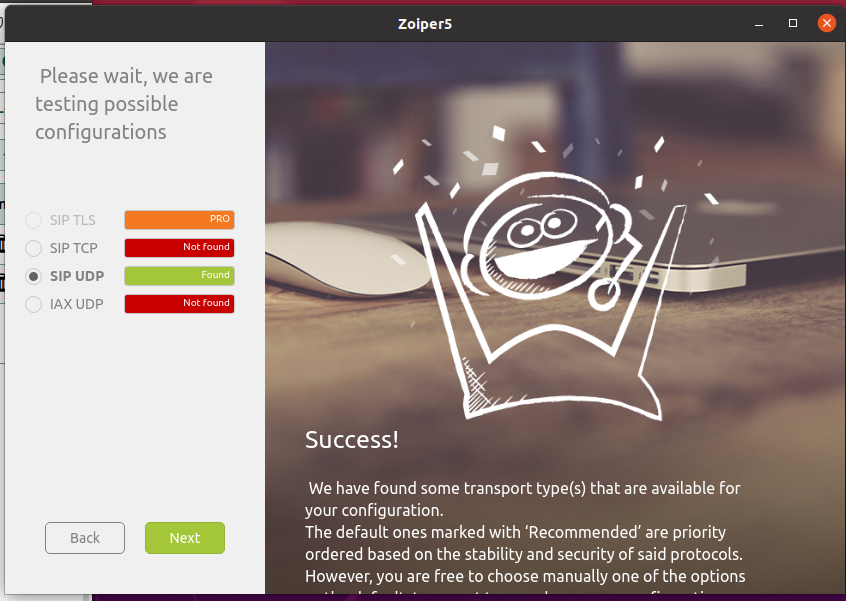 Zoiper5
Please wait, we are
testing possible
configurations
SIP TLS PRO
SIP TCP Not found
SIP UDP Found
IAX UDP Not found
Back Next
Success!
We have found some transport type(s) that are available for
your configuration.
The default ones marked with ‘Recommended’ are priority
ordered based on the stability and security of said protocols.
However, you are free to choose manually one of the options